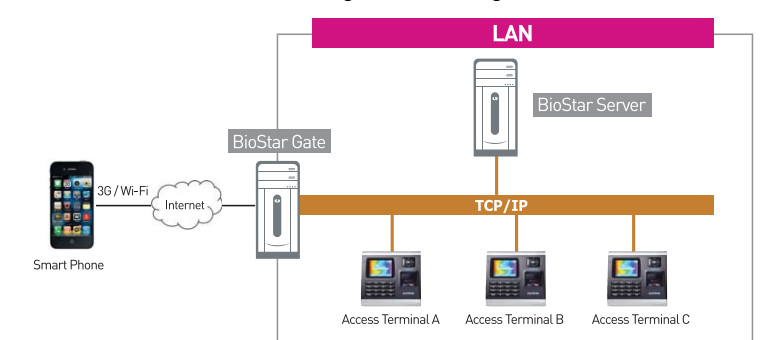 LAN
BioStar Server
BioStar Gate
3G / Wi-Fi
Internet
TCP/IP
Smart Phone
Access Terminal A
Access Terminal B
Access Terminal C